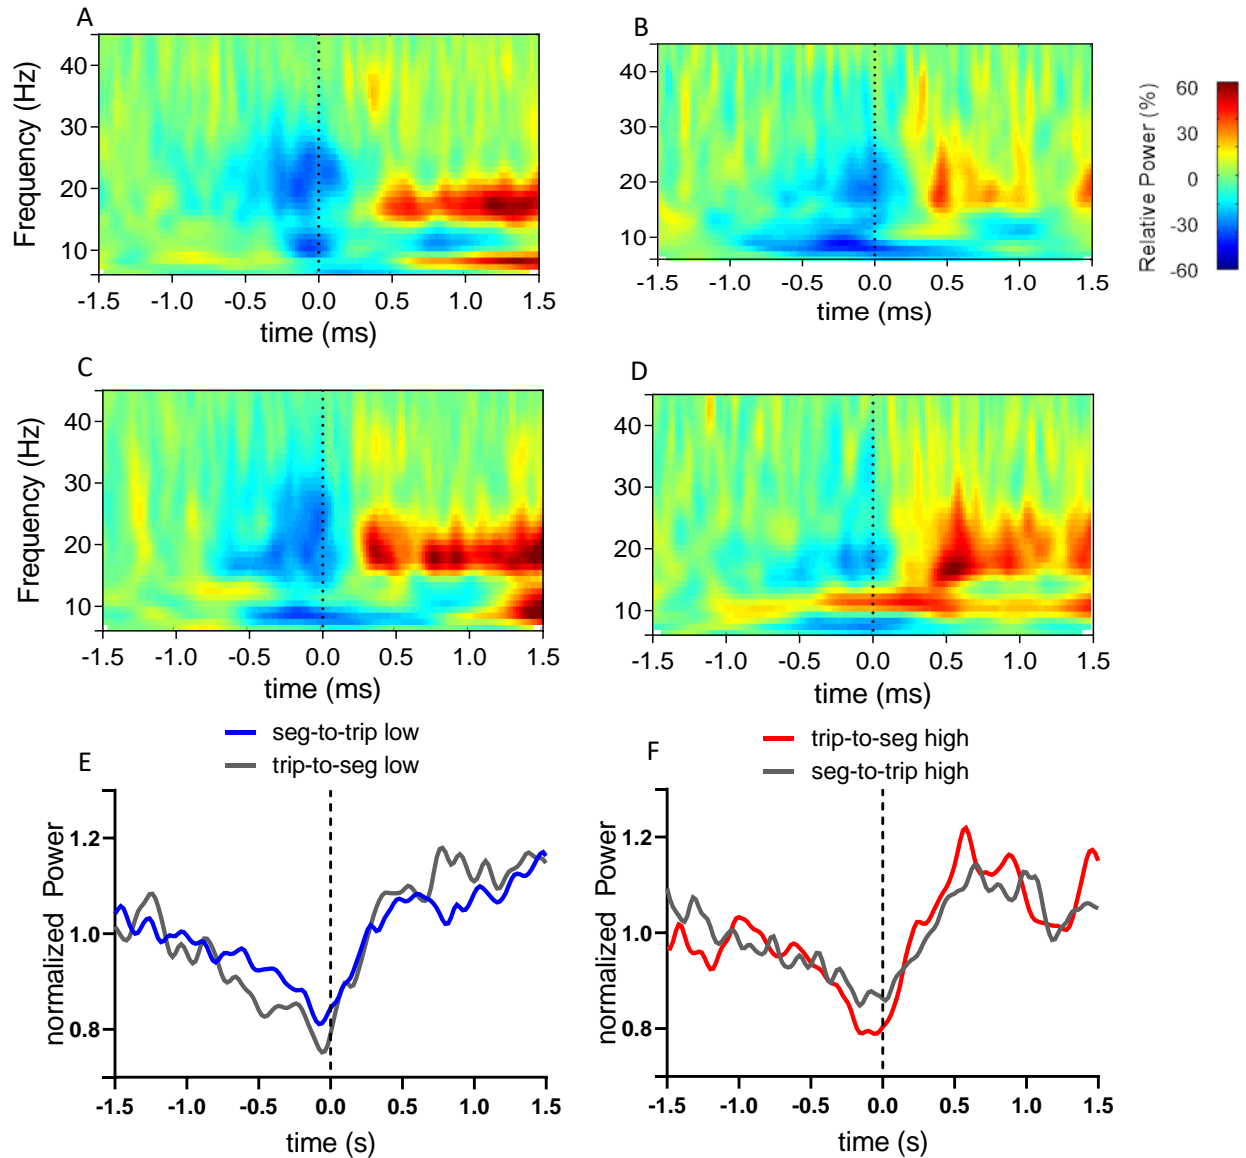 A
Frequency (Hz)
40
30
20
10
-1.5 -1.0 -0.5 0.0 0.5 1.0 1.5
time (ms)
B
40
30
20
10
-1.5 -1.0 -0.5 0.0 0.5 1.0 1.5
time (ms)
Relative Power (%)
60
30
0
-30
-60
C
Frequency (Hz)
40
30
20
10
-1.5 -1.0 -0.5 0.0 0.5 1.0 1.5
time (ms)
D
40
30
20
10
-1.5 -1.0 -0.5 0.0 0.5 1.0 1.5
time (ms)
E
seg-to-trip low
trip-to-seg low
normalized Power
1.2
1.0
0.8
-1.5 -1.0 -0.5 0.0 0.5 1.0 1.5
time (s)
F
trip-to-seg high
seg-to-trip high
normalized Power
1.2
1.0
0.8
-1.5 -1.0 -0.5 0.0 0.5 1.0 1.5
time (s)